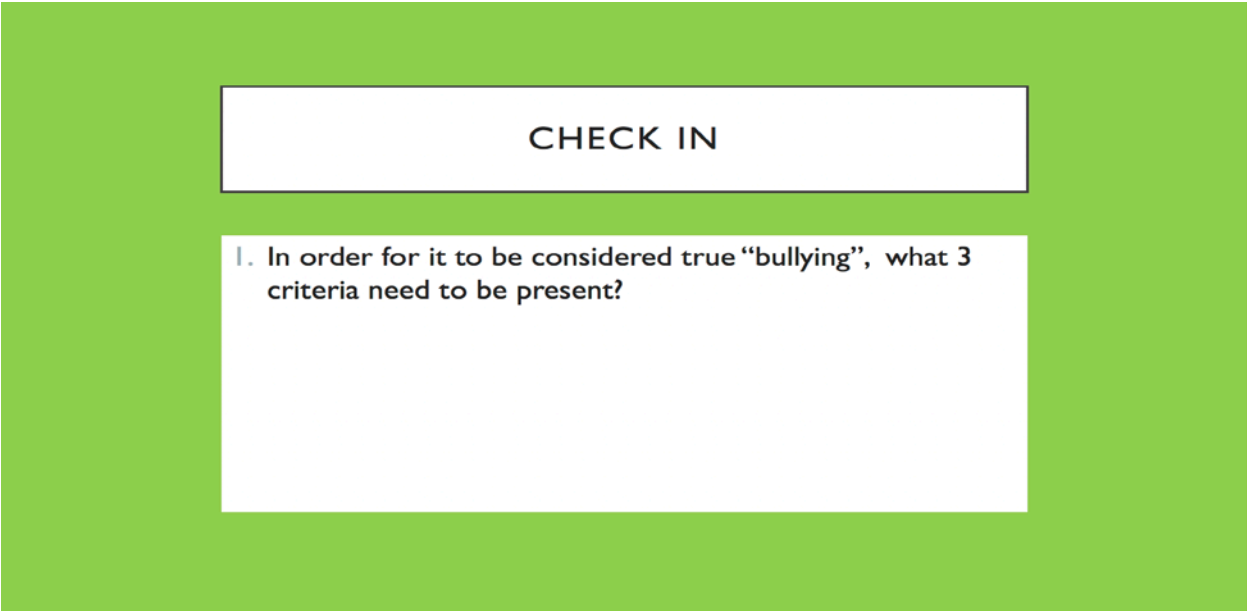 CHECK IN
1. In order for it to be considered true “bullying”, what 3
criteria need to be present?